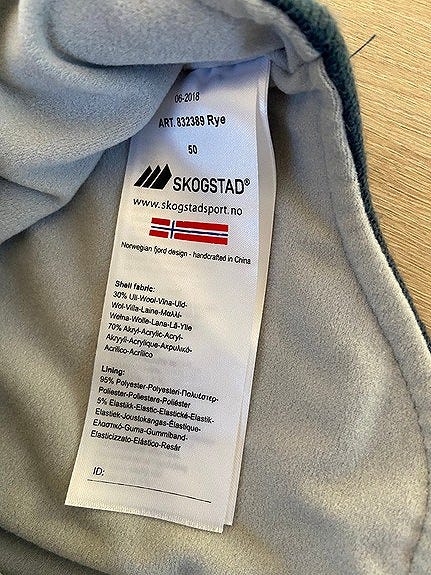 06-2018
ART. 832389 Rye
50
SKOGSTAD®
www.skogstadsport.no
Norwegian fjord design - handcrafted in China
Shell fabric:
30% Ull-Wool-Vina-Uld-
Wol-Villa-Laine-Μαλλί-
Wełna-Wolle-Lana-Lã-Ylle
70% Akryl-Acrylic-Acryl-
Akryyli-Acrylique-Ακρυλικό-
Acrílico-Acrilico
Lining:
95% Polyester-Polyesteri-Πολυέστερ-
Poliester-Poliestere-Poliéster
5% Elastikk-Elastic-Elastické-Elastik-
Elastiek-Joustokangas-Élastique-
Ελαστικό-Guma-Gummiband-
Elasticizzato-Elástico-Resår
ID: